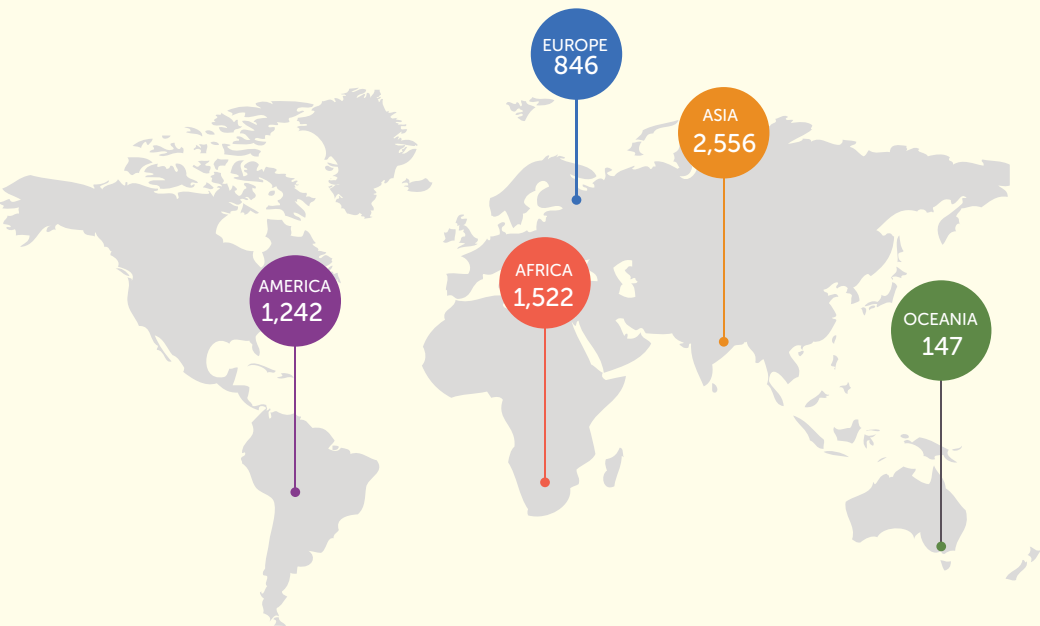 EUROPE
846
ASIA
2,556
AFRICA
1,522
AMERICA
1,242
OCEANIA
147